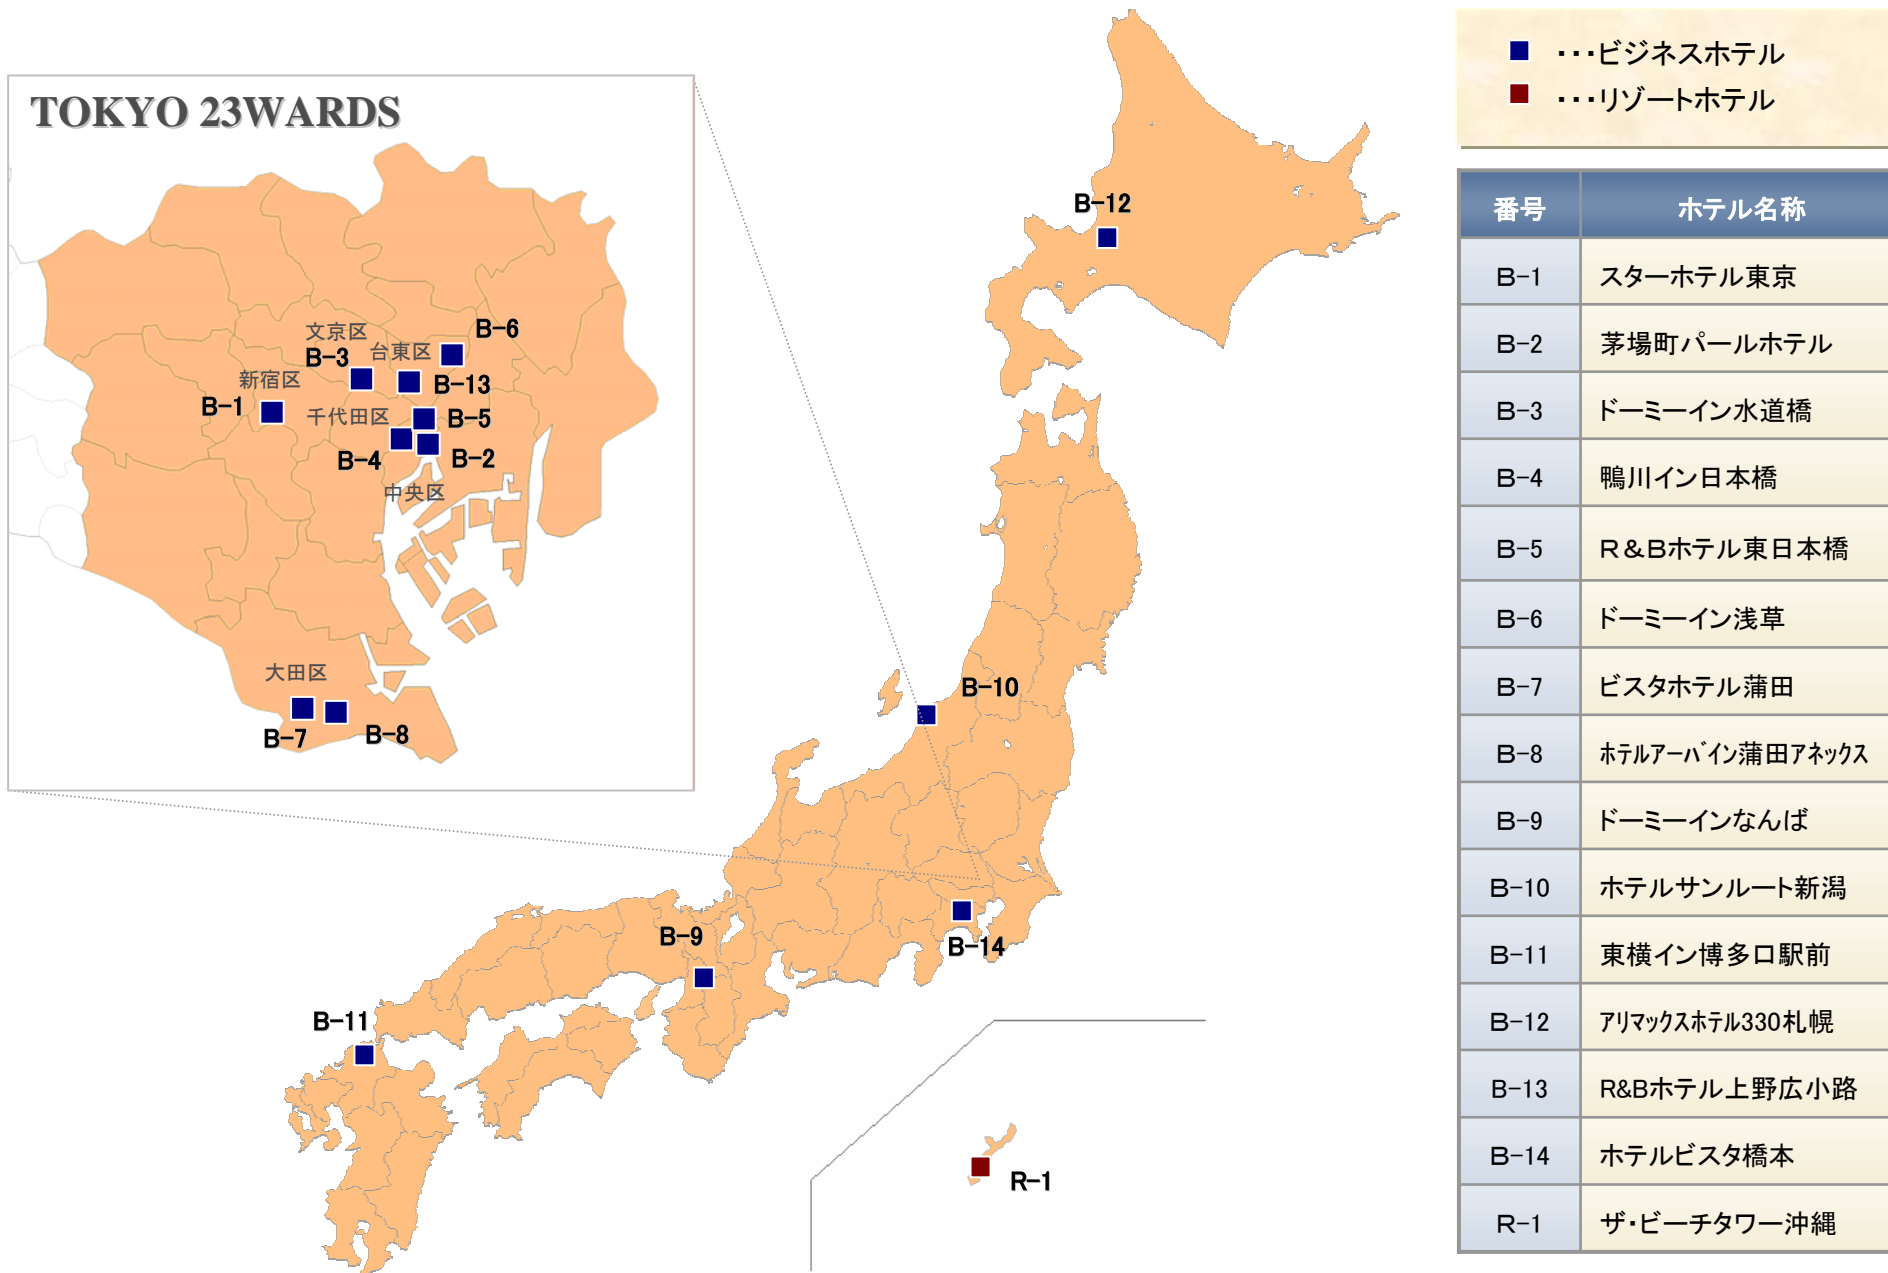 TOKYO 23WARDS
文京区
B-3
台東区
B-6
B-13
新宿区
B-1
千代田区
B-5
B-4
B-2
中央区
大田区
B-7
B-8
B-12
B-10
B-14
B-9
B-11
R-1
■ ・・・ビジネスホテル
■ ・・・リゾートホテル
番号 ホテル名称
B-1 スターホテル東京
B-2 茅場町パールホテル
B-3 ドーミーイン水道橋
B-4 鴨川イン日本橋
B-5 R&Bホテル東日本橋
B-6 ドーミーイン浅草
B-7 ビスタホテル蒲田
B-8 ホテルアーバイン蒲田アネックス
B-9 ドーミーインなんば
B-10 ホテルサンルート新潟
B-11 東横イン博多口駅前
B-12 アリマックスホテル330札幌
B-13 R&Bホテル上野広小路
B-14 ホテルビスタ橋本
R-1 ザ・ビーチタワー沖縄